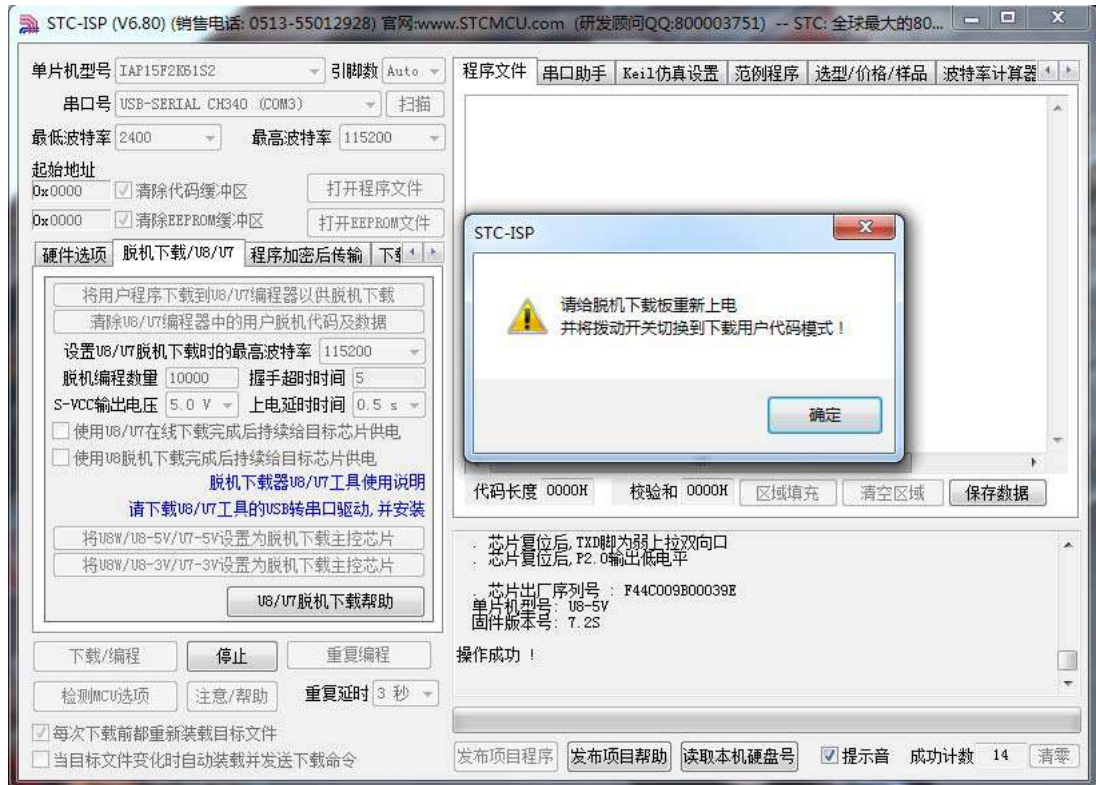 STC-ISP (V6.80) (销售电话: 0513-55012928) 官网:www.STCMCU.com (研发顾问QQ:800003751) -- STC: 全球最大的80...
单片机型号 IAP15F2K61S2 引脚数 Auto
串口号 USB-SERIAL CH340 (COM3) 扫描
最低波特率 2400 最高波特率 115200
起始地址
0x0000 清除代码缓冲区 打开程序文件
0x0000 清除EEPROM缓冲区 打开EEPROM文件
硬件选项 脱机下载/U8/U7 程序加密后传输
将用户程序下载到U8/U7编程器以供脱机下载
清除U8/U7编程器中的用户脱机代码及数据
设置U8/U7脱机下载时的最高波特率 115200
脱机编程数量 10000 握手超时时间 5
S-VCC输出电压 5.0 V 上电延时时间 0.5 s
使用U8/U7在线下载完成后持续给目标芯片供电
使用U8脱机下载完成后持续给目标芯片供电
脱机下载器U8/U7工具使用说明
请下载U8/U7工具的USB转串口驱动,并安装
将U8W/U8-5V/U7-5V设置为脱机下载主控芯片
将U8W/U8-3V/U7-3V设置为脱机下载主控芯片
U8/U7脱机下载帮助
下载/编程 停止 重复编程
检测MCU选项 注意/帮助 重复延时 3 秒
每次下载前都重新装载目标文件
当目标文件变化时自动装载并发送下载命令
程序文件 串口助手 Keil仿真设置 范例程序 选型/价格/样品 波特率计算器
STC-ISP
请给脱机下载板重新上电
并将拨动开关切换到下载用户代码模式！
确定
代码长度 0000H 校验和 0000H 区域填充 清空区域 保存数据
. 芯片复位后,TXD脚为弱上拉双向口
. 芯片复位后,P2.0输出低电平
. 芯片出厂序列号 : F44C009B00039E
单片机型号: U8-5V
固件版本号: 7.2S
操作成功 !
发布项目程序 发布项目帮助 读取本机硬盘号 提示音 成功计数 14 清零